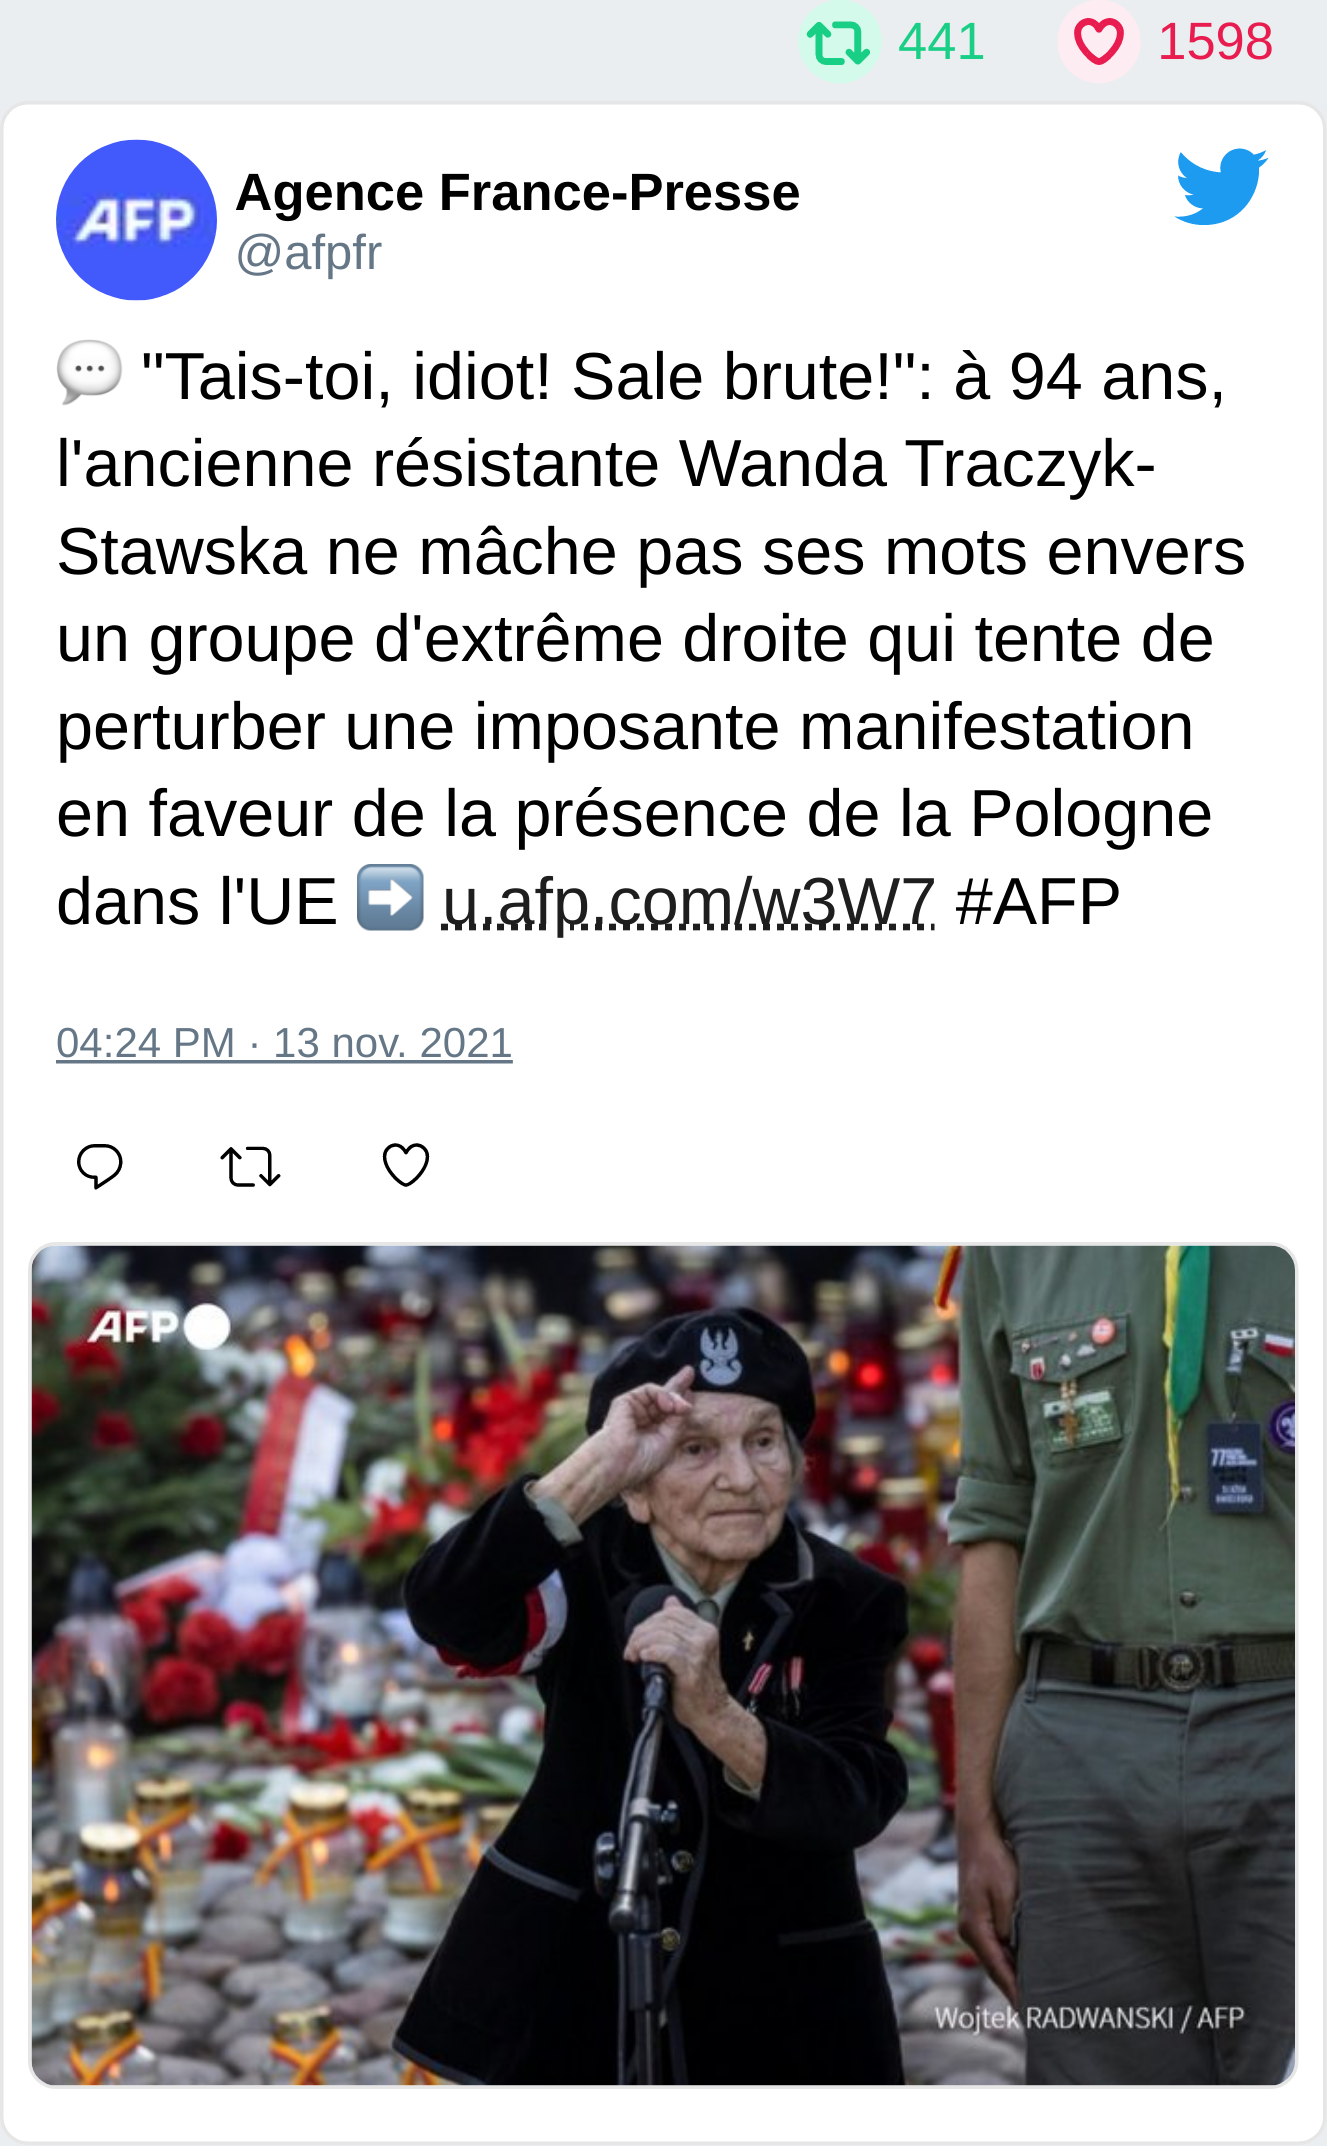 441 1598
AFP
Agence France-Presse
@afpfr
💬 "Tais-toi, idiot! Sale brute!": à 94 ans,
l'ancienne résistante Wanda Traczyk-
Stawska ne mâche pas ses mots envers
un groupe d'extrême droite qui tente de
perturber une imposante manifestation
en faveur de la présence de la Pologne
dans l'UE ➡️ u.afp.com/w3W7 #AFP
04:24 PM · 13 nov. 2021
AFP
77
Wojtek RADWANSKI / AFP